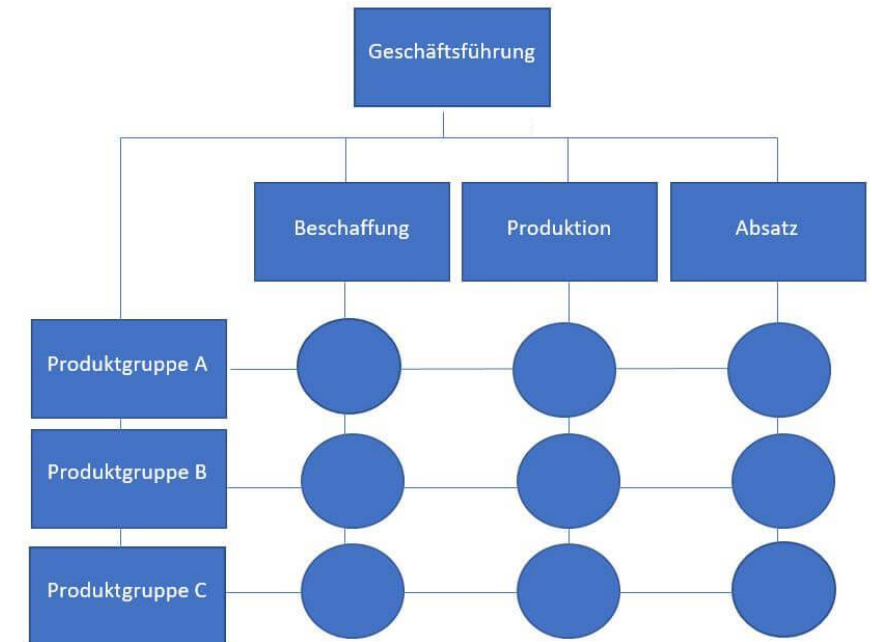 Geschäftsführung
Beschaffung
Produktion
Absatz
Produktgruppe A
Produktgruppe B
Produktgruppe C